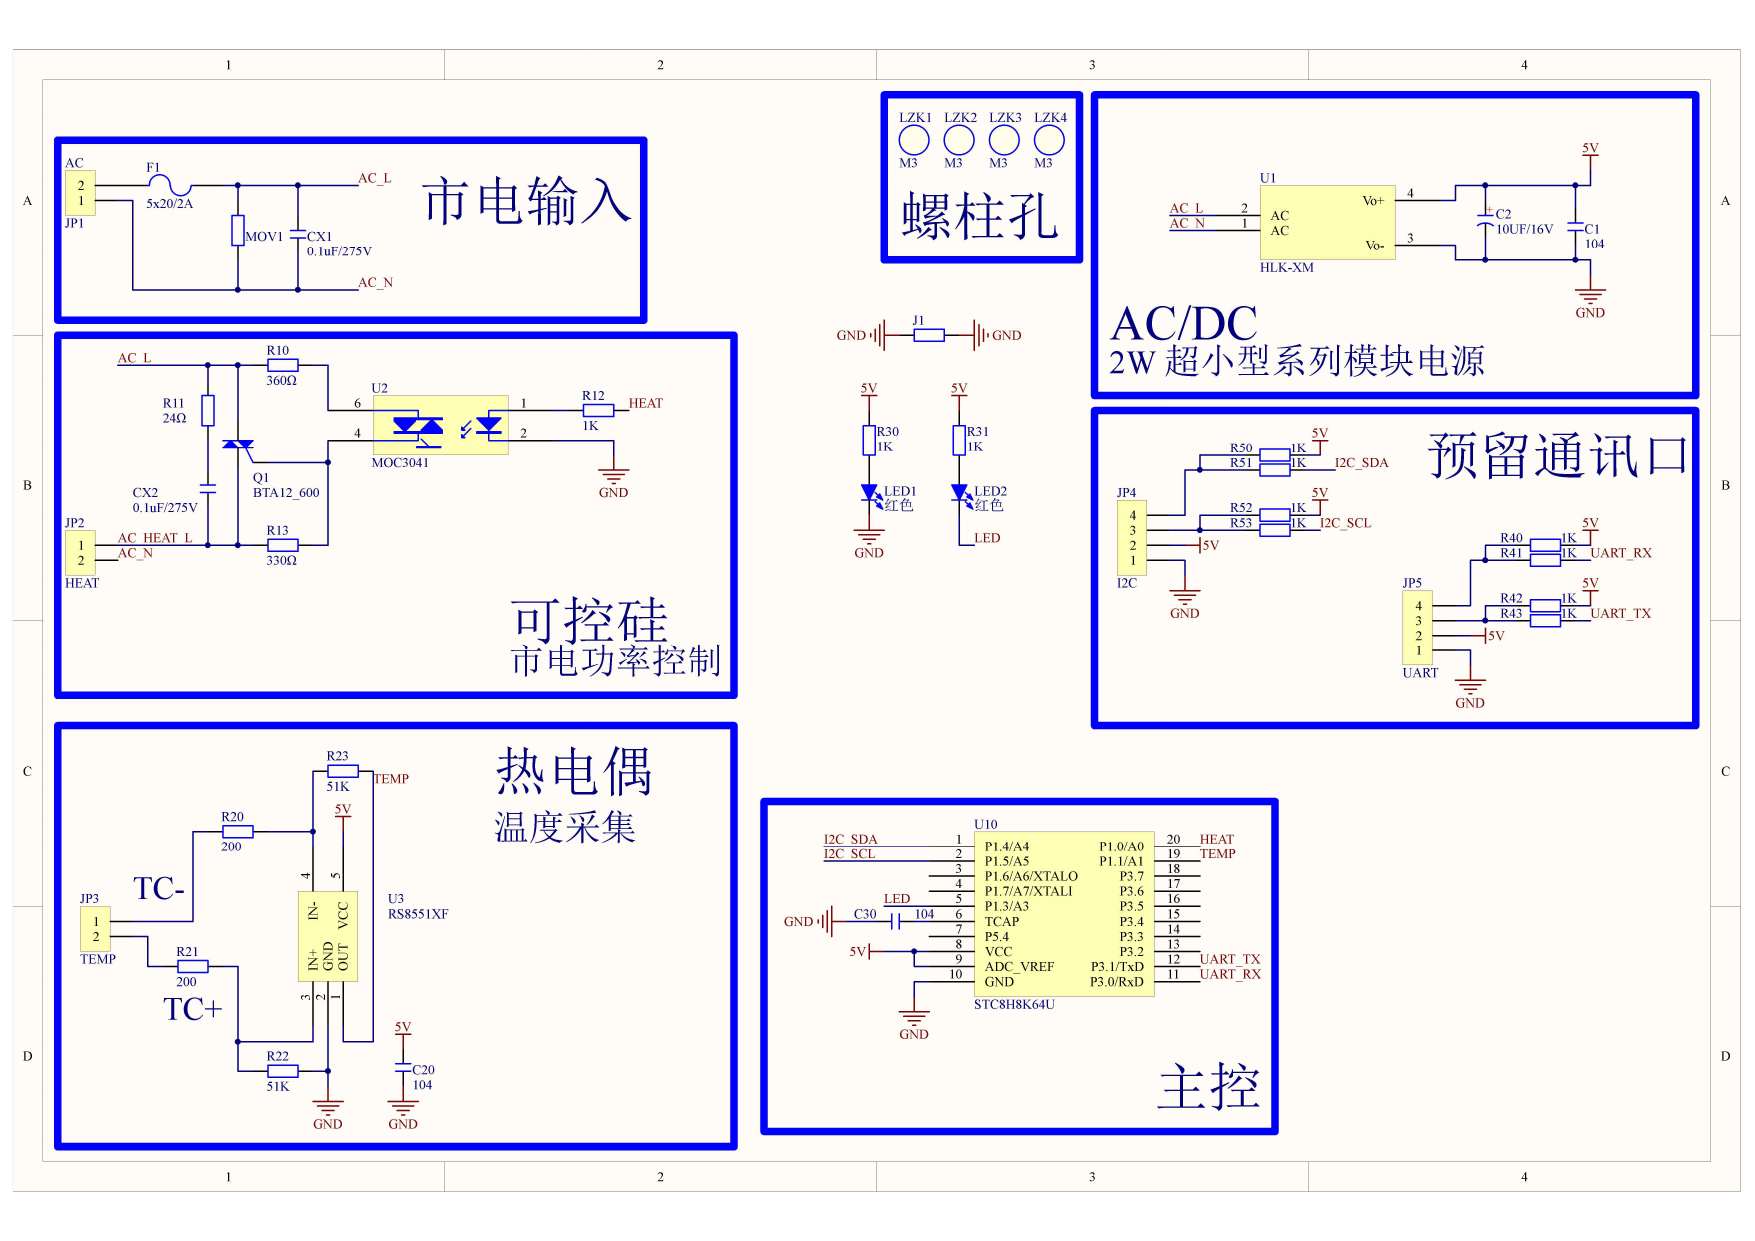 1
2
3
4
A
B
C
D
AC
2
1
JP1
F1
5x20/2A
MOV1
CX1
0.1uF/275V
AC_L
AC_N
市电输入
LZK1 LZK2 LZK3 LZK4
M3 M3 M3 M3
螺柱孔
U1
AC_L 2 AC
AC_N 1 AC
Vo+ 4
Vo- 3
HLK-XM
5V
C2
10UF/16V
C1
104
GND
AC/DC
2W 超小型系列模块电源
AC_L
R10
360Ω
R11
24Ω
CX2
0.1uF/275V
Q1
BTA12_600
U2
6
4
1
2
MOC3041
R12
1K
HEAT
GND
JP2
1 AC_HEAT_L
2 AC_N
HEAT
R13
330Ω
可控硅
市电功率控制
GND J1 GND
5V
R30
1K
LED1
红色
GND
5V
R31
1K
LED2
红色
LED
预留通讯口
JP4
4
3
2
1
I2C
R50 1K 5V
R51 1K I2C_SDA
R52 1K 5V
R53 1K I2C_SCL
5V
GND
JP5
4
3
2
1
UART
R40 1K 5V
R41 1K UART_RX
R42 1K 5V
R43 1K UART_TX
5V
GND
热电偶
温度采集
R23
51K
TEMP
5V
R20
200
TC-
JP3
1
2
TEMP
R21
200
TC+
4 IN-
5 VCC
3 IN+
2 GND
1 OUT
U3
RS8551XF
R22
51K
GND
5V
C20
104
GND
U10
I2C_SDA 1 P1.4/A4 P1.0/A0 20 HEAT
I2C_SCL 2 P1.5/A5 P1.1/A1 19 TEMP
3 P1.6/A6/XTALO P3.7 18
4 P1.7/A7/XTALI P3.6 17
LED 5 P1.3/A3 P3.5 16
GND C30 104 6 TCAP P3.4 15
7 P5.4 P3.3 14
5V 8 VCC P3.2 13
9 ADC_VREF P3.1/TxD 12 UART_TX
10 GND P3.0/RxD 11 UART_RX
STC8H8K64U
GND
主控
A
B
C
D
1
2
3
4